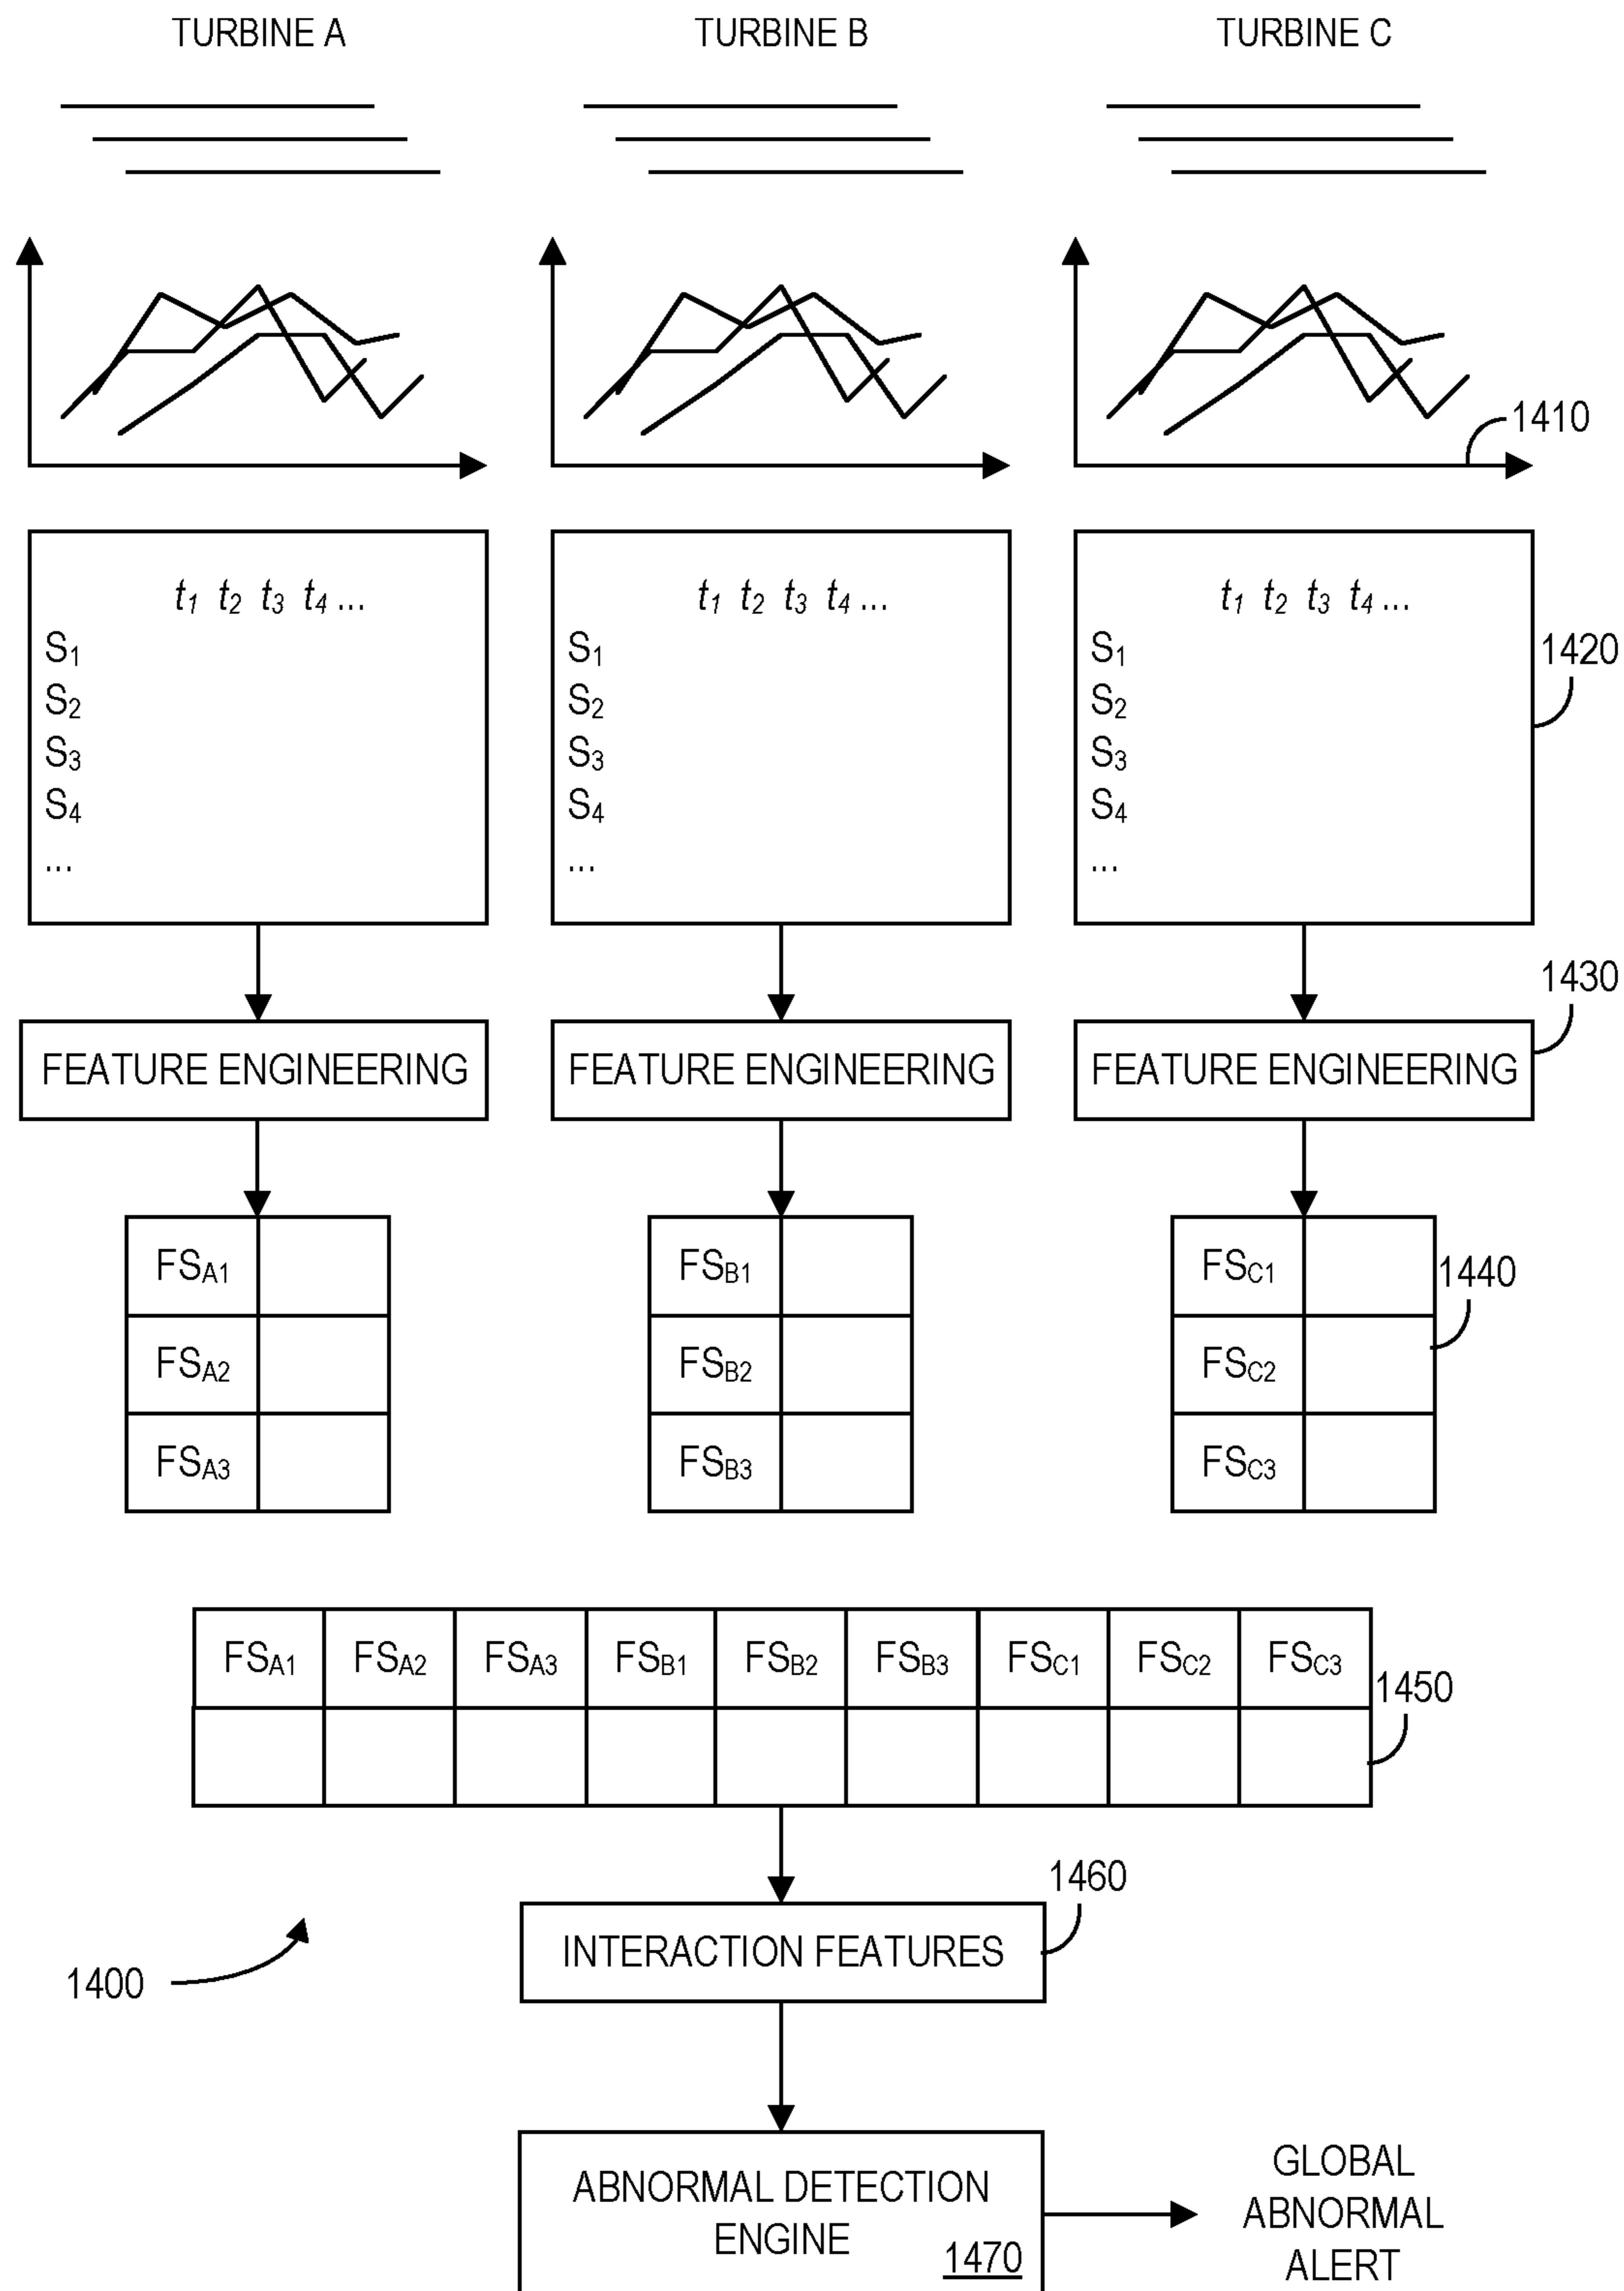 TURBINE A TURBINE B TURBINE C
1410
t1 t2 t3 t4 ... t1 t2 t3 t4 ... t1 t2 t3 t4 ...
S1 S1 S1
1420
S2 S2 S2
S3 S3 S3
S4 S4 S4
... ... ...
1430
FEATURE ENGINEERING FEATURE ENGINEERING FEATURE ENGINEERING
FSA1 FSB1 FSC1
1440
FSA2 FSB2 FSC2
FSA3 FSB3 FSC3
FSA1 FSA2 FSA3 FSB1 FSB2 FSB3 FSC1 FSC2 FSC3
1450
1460
INTERACTION FEATURES
1400
ABNORMAL DETECTION
ENGINE 1470
GLOBAL
ABNORMAL
ALERT